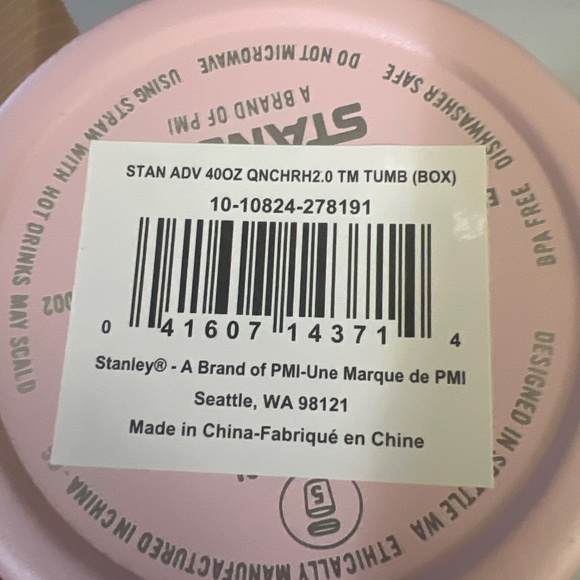 STAN ADV 40OZ QNCHRH2.0 TM TUMB (BOX)
10-10824-278191
0 41607 14371 4
Stanley® - A Brand of PMI-Une Marque de PMI
Seattle, WA 98121
Made in China-Fabriqué en Chine
STAN
A BRAND OF PMI
USING STRAW WITH HOT DRINKS MAY SCALD
DO NOT MICROWAVE
DISHWASHER SAFE
BPA FREE
DESIGNED IN
TLE WA
ETHICALLY MANUFACTURED IN CHINA
002
5